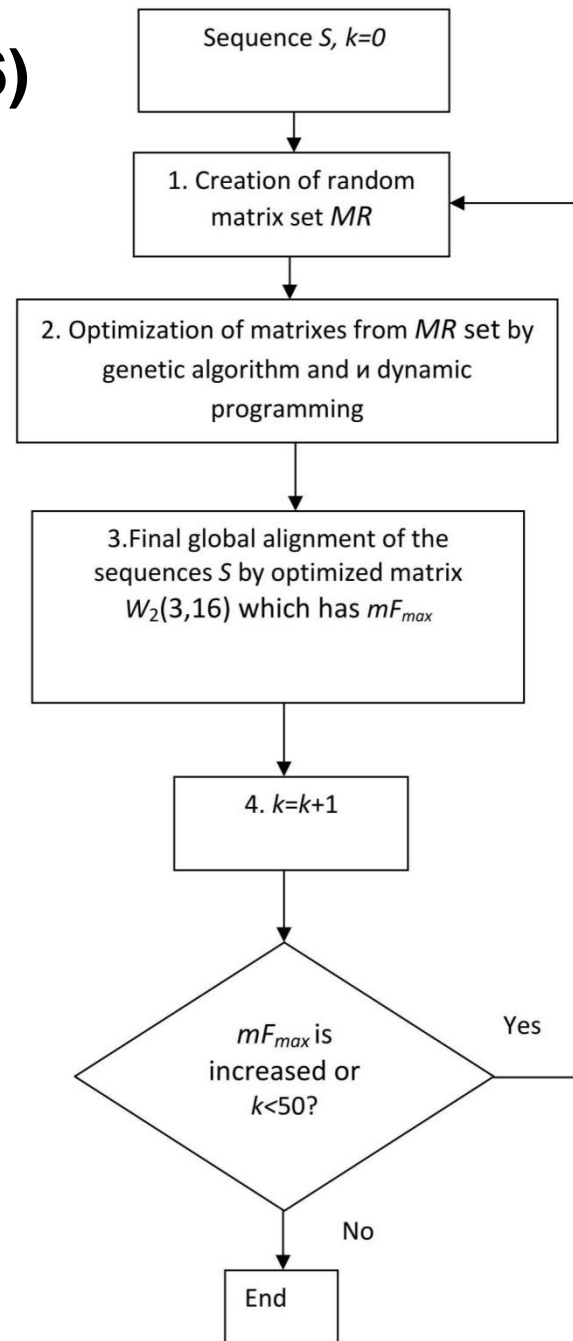 6)
Sequence S, k=0
1. Creation of random
matrix set MR
2. Optimization of matrixes from MR set by
genetic algorithm and и dynamic
programming
3.Final global alignment of the
sequences S by optimized matrix
W₂(3,16) which has mFmax
4. k=k+1
mFmax is
increased or
k<50?
Yes
No
End